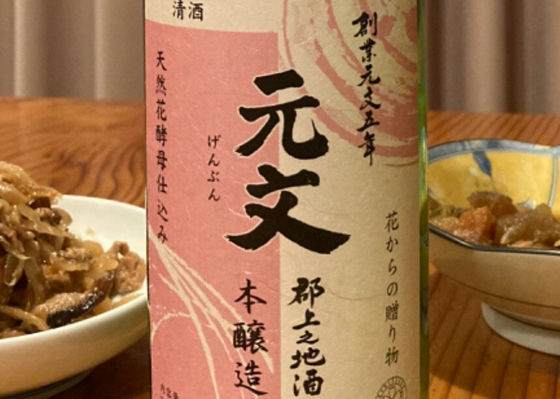 清酒
創業元文五年
天然花酵母仕込み
元文
げんぶん
花からの贈り物
郡上之地酒
本醸造